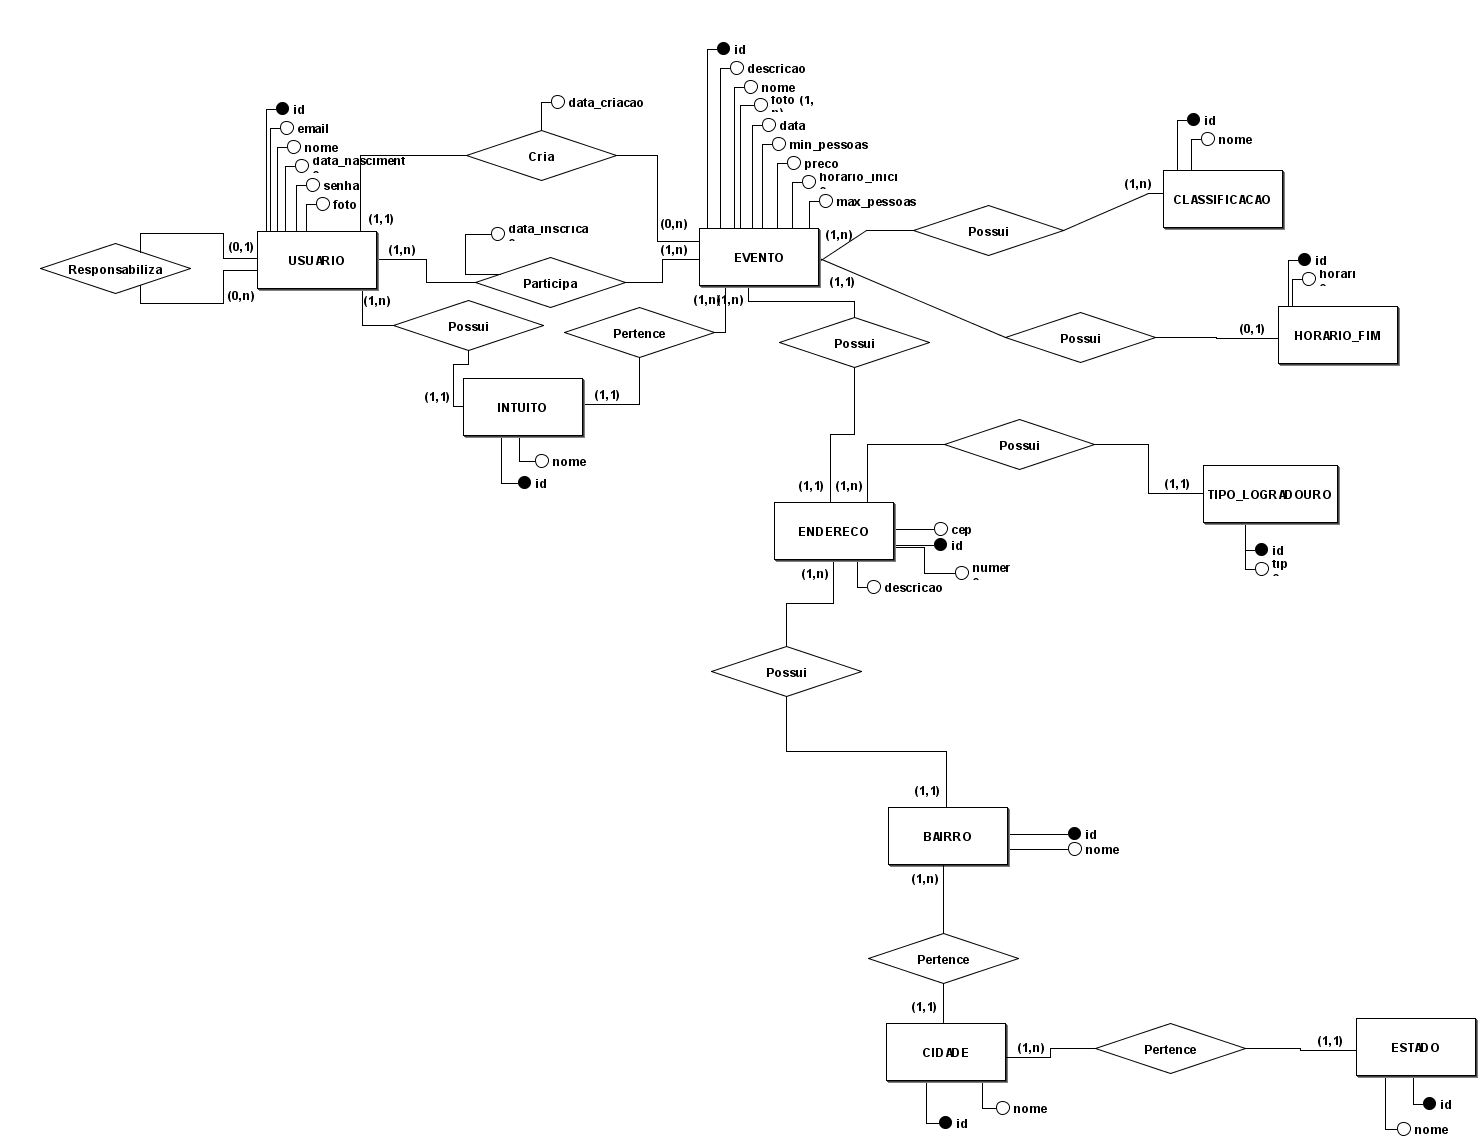 id
descricao
nome
foto (1,
data
min_pessoas
preco
horario_inici
max_pessoas
data_criacao
Cria
id
email
nome
data_nasciment
senha
foto
(1,1)
(0,n)
id
nome
(1,n)
CLASSIFICACAO
Possui
(1,n)
data_inscrica
(0,1)
USUARIO
(1,n)
(1,n)
EVENTO
Responsabiliza
Participa
(1,1)
(0,n)
(1,n)
(1,n)
(1,n)
id
horari
Possui
Pertence
Possui
Possui
(0,1)
HORARIO_FIM
(1,1)
INTUITO
(1,1)
nome
id
Possui
(1,1)
(1,n)
(1,1)
TIPO_LOGRADOURO
ENDERECO
cep
id
numer
descricao
(1,n)
id
tip
Possui
(1,1)
BAIRRO
id
nome
(1,n)
Pertence
(1,1)
CIDADE
(1,n)
Pertence
(1,1)
ESTADO
nome
id
id
nome